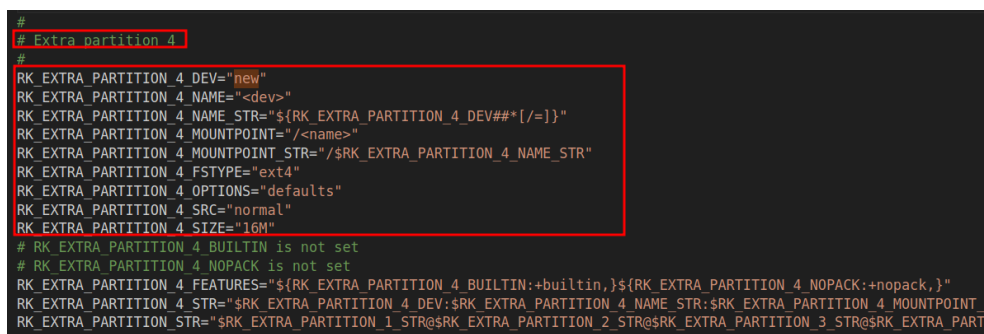 #
# Extra partition 4
#
RK_EXTRA_PARTITION_4_DEV="new"
RK_EXTRA_PARTITION_4_NAME="<dev>"
RK_EXTRA_PARTITION_4_NAME_STR="${RK_EXTRA_PARTITION_4_DEV##*[/=]}"
RK_EXTRA_PARTITION_4_MOUNTPOINT="/<name>"
RK_EXTRA_PARTITION_4_MOUNTPOINT_STR="/$RK_EXTRA_PARTITION_4_NAME_STR"
RK_EXTRA_PARTITION_4_FSTYPE="ext4"
RK_EXTRA_PARTITION_4_OPTIONS="defaults"
RK_EXTRA_PARTITION_4_SRC="normal"
RK_EXTRA_PARTITION_4_SIZE="16M"
# RK_EXTRA_PARTITION_4_BUILTIN is not set
# RK_EXTRA_PARTITION_4_NOPACK is not set
RK_EXTRA_PARTITION_4_FEATURES="${RK_EXTRA_PARTITION_4_BUILTIN:+builtin,}${RK_EXTRA_PARTITION_4_NOPACK:+nopack,}"
RK_EXTRA_PARTITION_4_STR="$RK_EXTRA_PARTITION_4_DEV:$RK_EXTRA_PARTITION_4_NAME_STR:$RK_EXTRA_PARTITION_4_MOUNTPOINT_
RK_EXTRA_PARTITION_STR="$RK_EXTRA_PARTITION_1_STR@$RK_EXTRA_PARTITION_2_STR@$RK_EXTRA_PARTITION_3_STR@$RK_EXTRA_PART